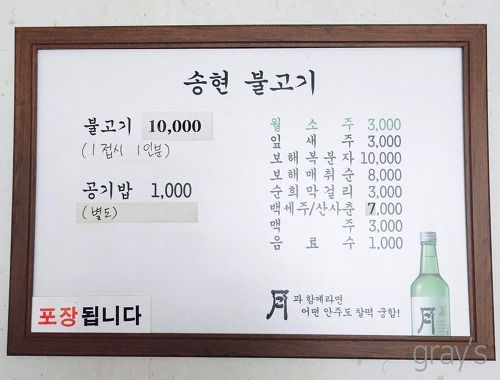 송현 불고기
불고기 10,000
(1접시 1인분)
공기밥 1,000
(별도)
월 소 주 3,000
잎 새 주 3,000
보 해 복 분 자 10,000
보 해 매 취 순 8,000
순 희 막 걸 리 3,000
백세주/산사춘 7,000
맥 주 3,000
음 료 수 1,000
月과 함께라면
어떤 안주도 찰떡 궁합!
포장됩니다
月
gray's